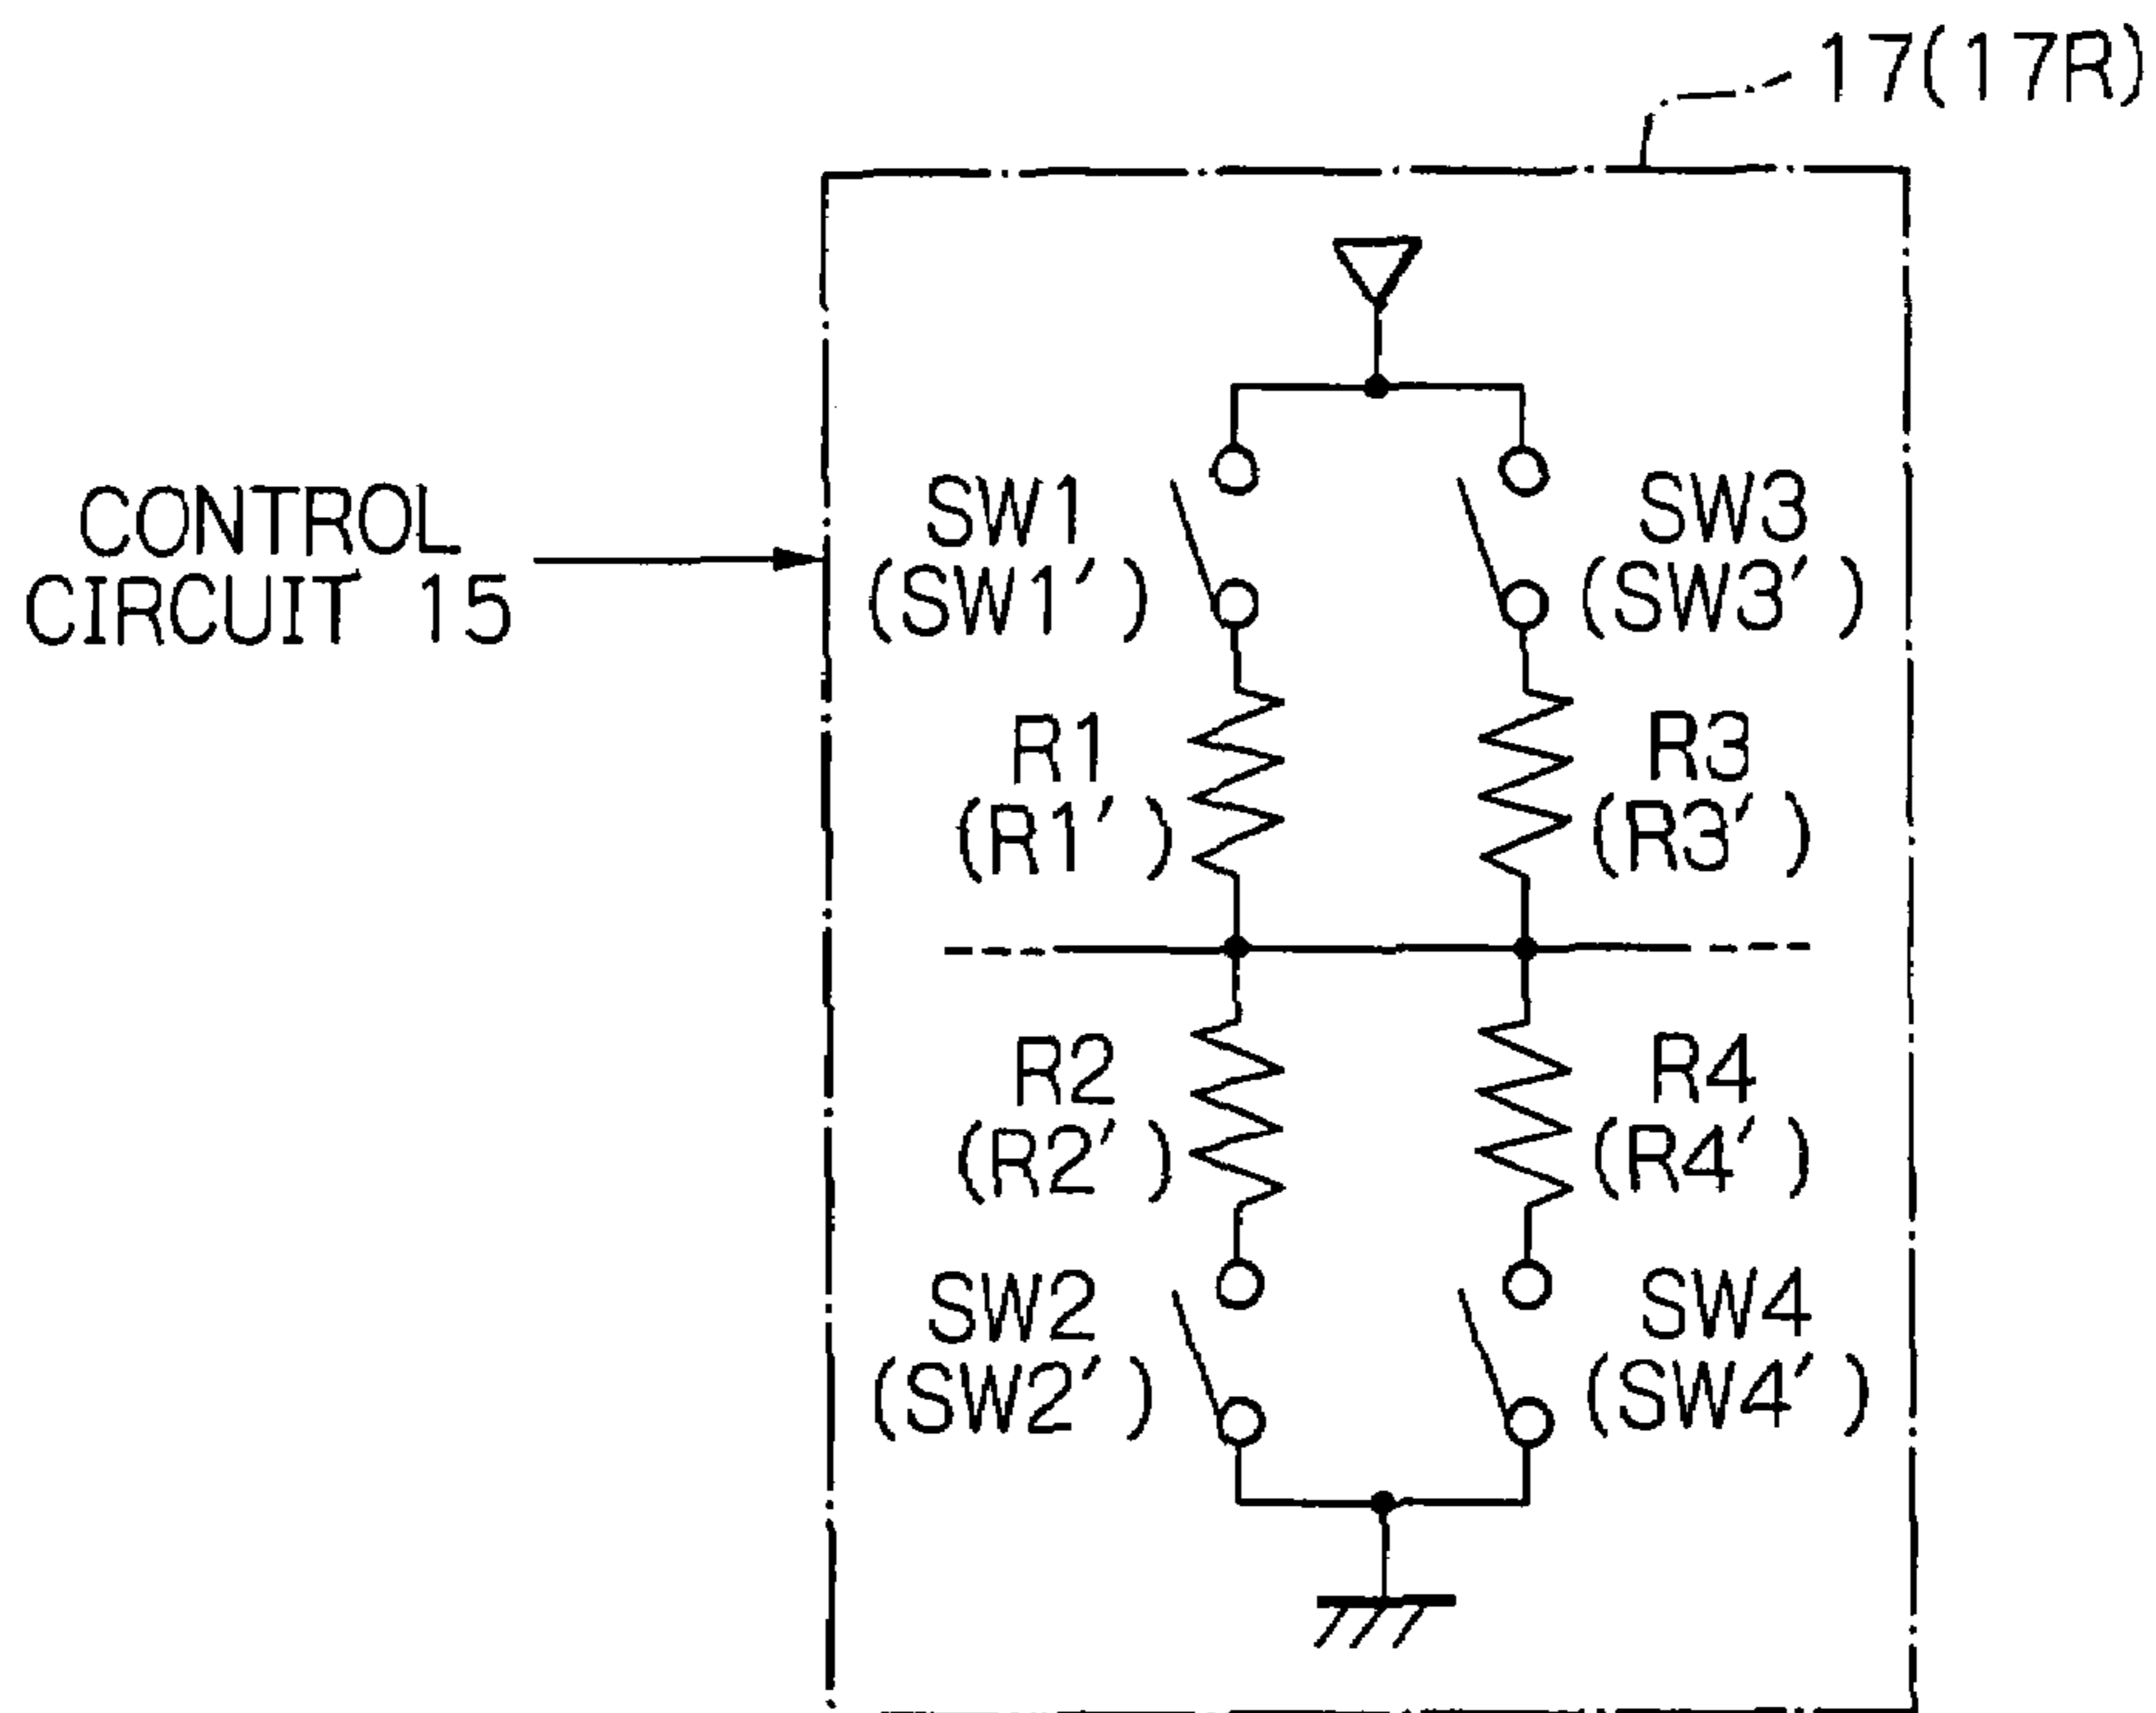 17(17R)
CONTROL
CIRCUIT 15
SW1
(SW1')
SW3
(SW3')
R1
(R1')
R3
(R3')
R2
(R2')
R4
(R4')
SW2
(SW2')
SW4
(SW4')